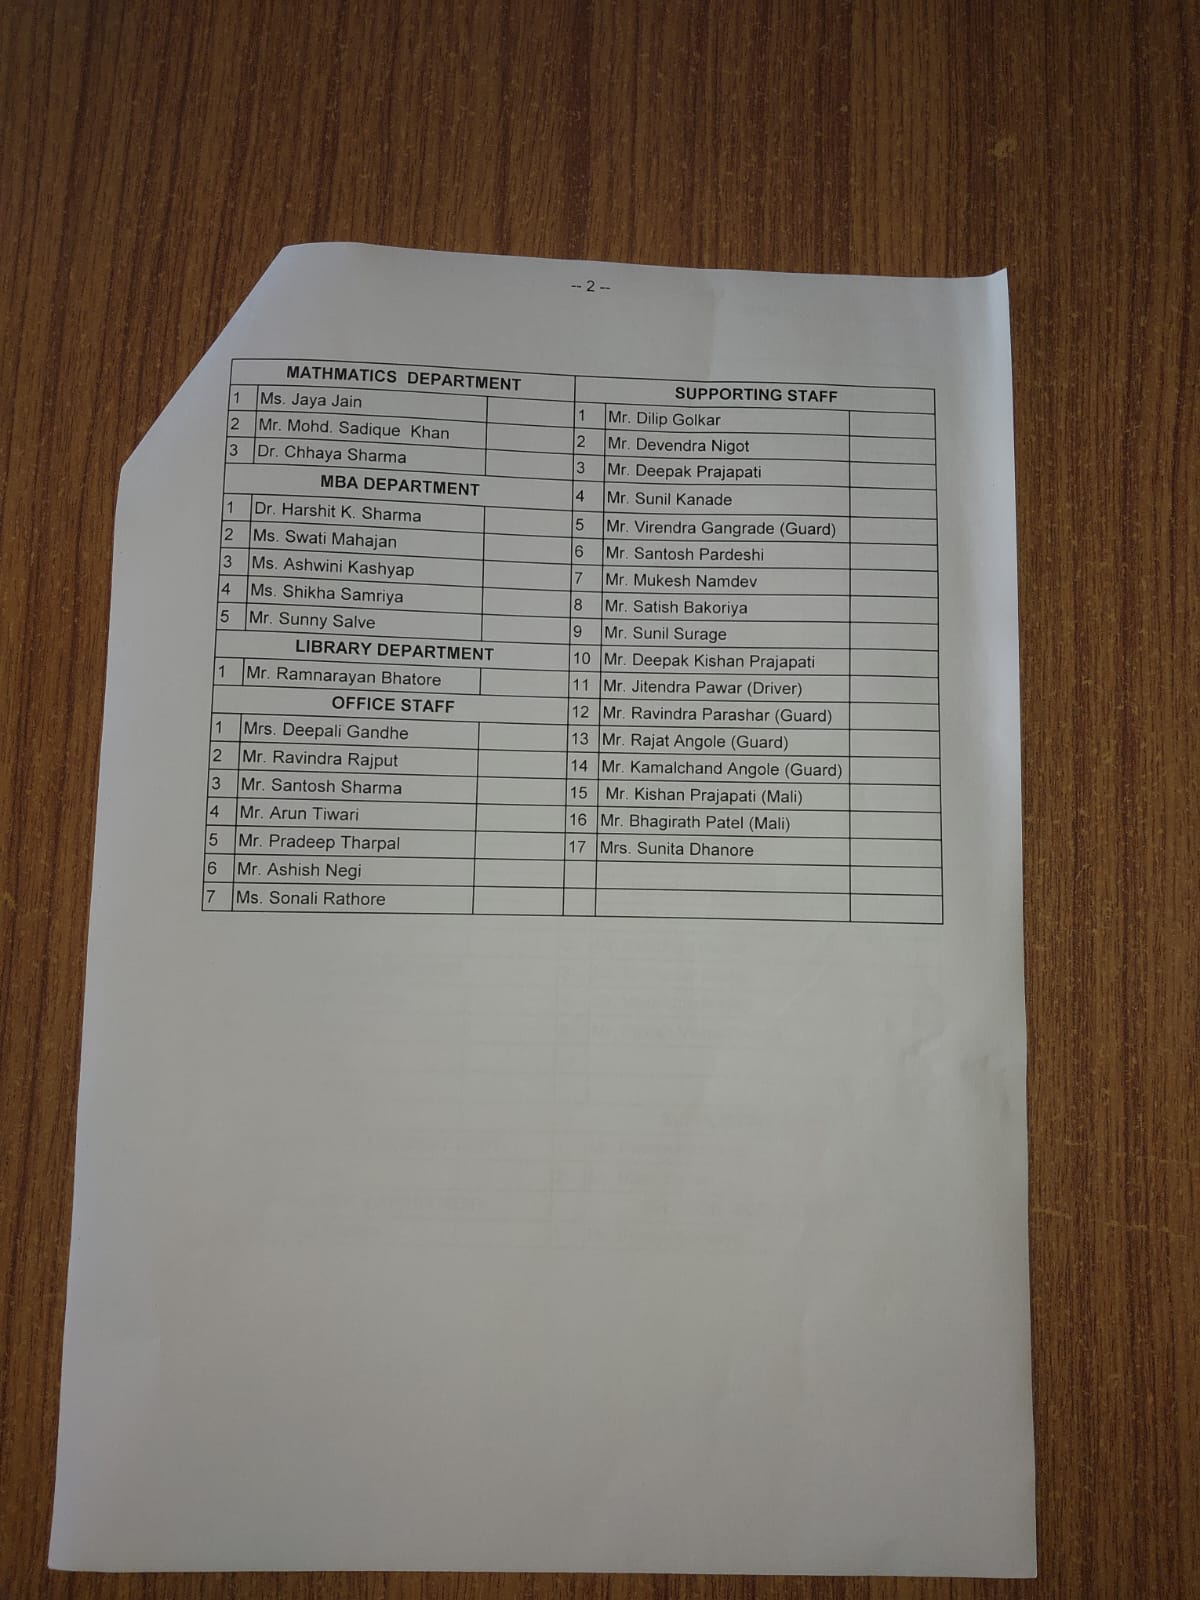 -- 2 --
MATHMATICS DEPARTMENT
1 Ms. Jaya Jain
2 Mr. Mohd. Sadique Khan
3 Dr. Chhaya Sharma
MBA DEPARTMENT
1 Dr. Harshit K. Sharma
2 Ms. Swati Mahajan
3 Ms. Ashwini Kashyap
4 Ms. Shikha Samriya
5 Mr. Sunny Salve
LIBRARY DEPARTMENT
1 Mr. Ramnarayan Bhatore
OFFICE STAFF
1 Mrs. Deepali Gandhe
2 Mr. Ravindra Rajput
3 Mr. Santosh Sharma
4 Mr. Arun Tiwari
5 Mr. Pradeep Tharpal
6 Mr. Ashish Negi
7 Ms. Sonali Rathore
SUPPORTING STAFF
1 Mr. Dilip Golkar
2 Mr. Devendra Nigot
3 Mr. Deepak Prajapati
4 Mr. Sunil Kanade
5 Mr. Virendra Gangrade (Guard)
6 Mr. Santosh Pardeshi
7 Mr. Mukesh Namdev
8 Mr. Satish Bakoriya
9 Mr. Sunil Surage
10 Mr. Deepak Kishan Prajapati
11 Mr. Jitendra Pawar (Driver)
12 Mr. Ravindra Parashar (Guard)
13 Mr. Rajat Angole (Guard)
14 Mr. Kamalchand Angole (Guard)
15 Mr. Kishan Prajapati (Mali)
16 Mr. Bhagirath Patel (Mali)
17 Mrs. Sunita Dhanore